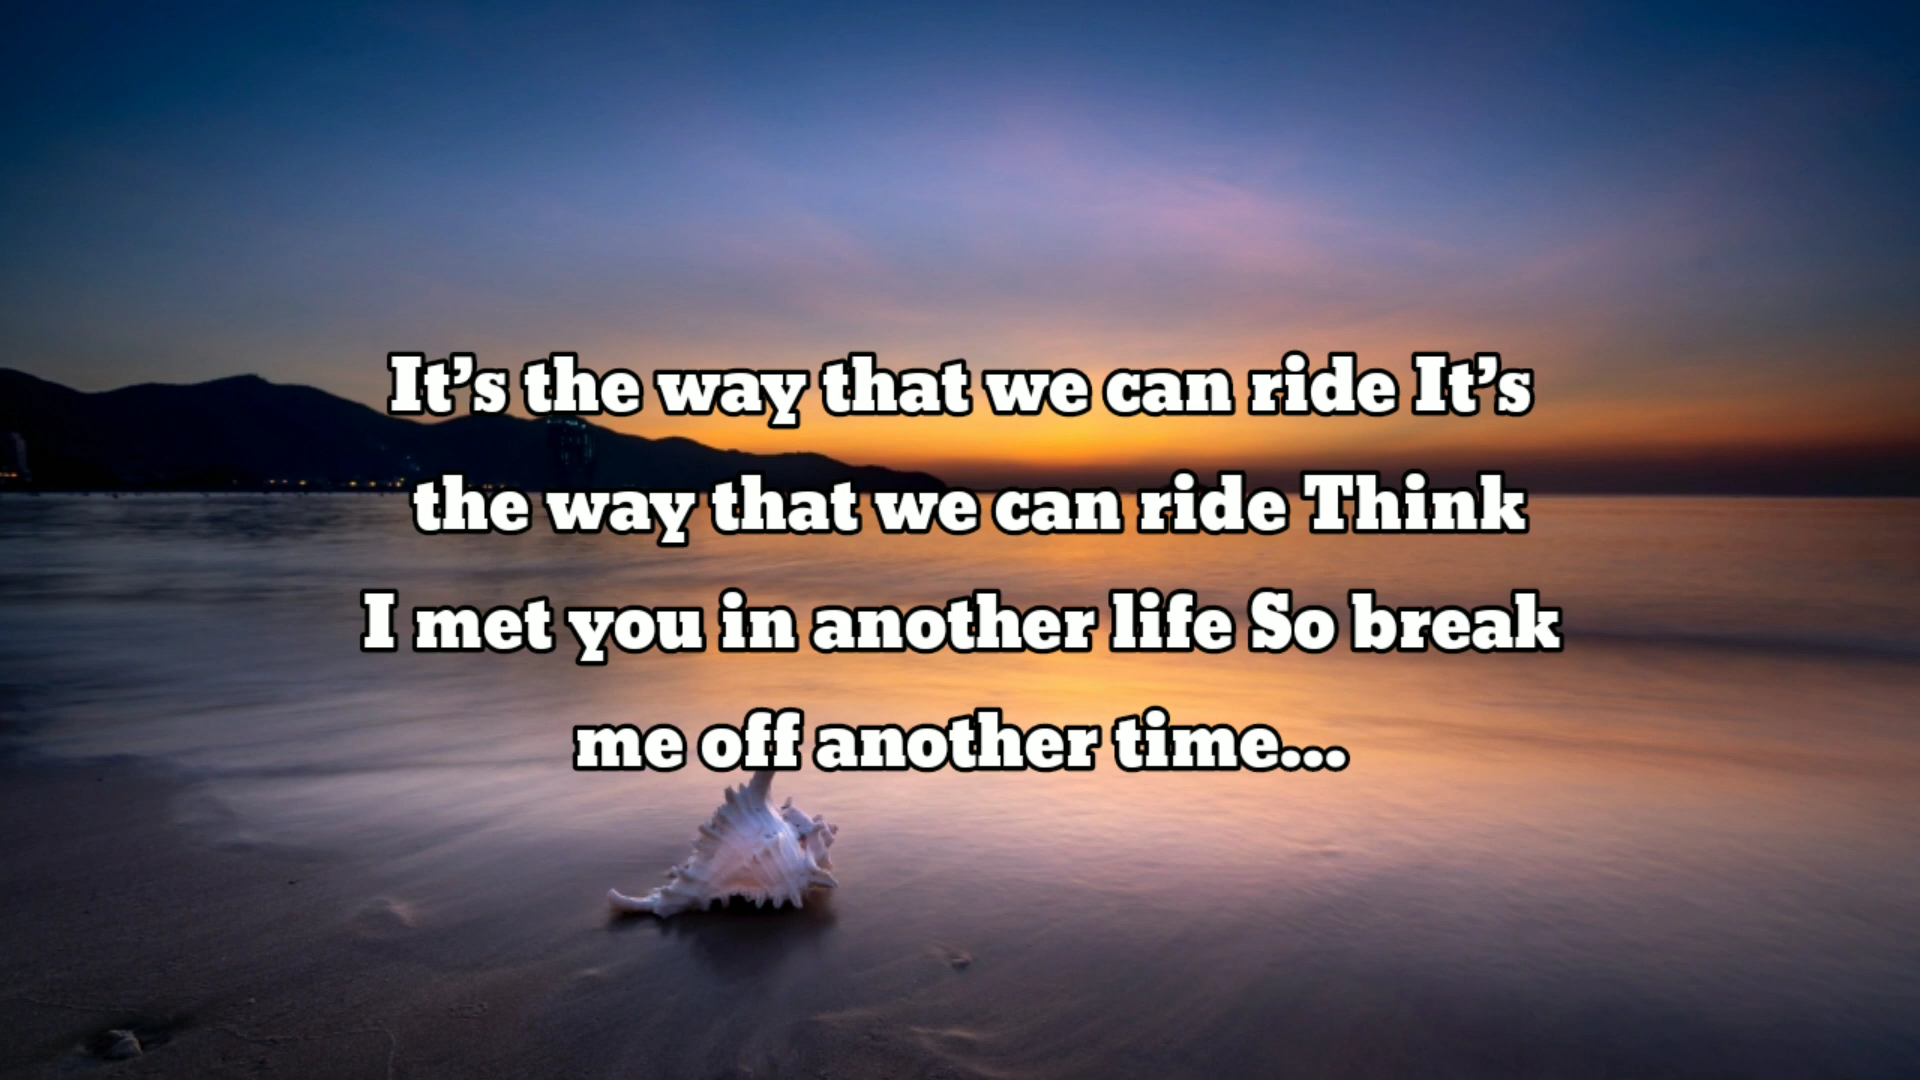 It’s the way that we can ride It’s
the way that we can ride Think
I met you in another life So break
me off another time...